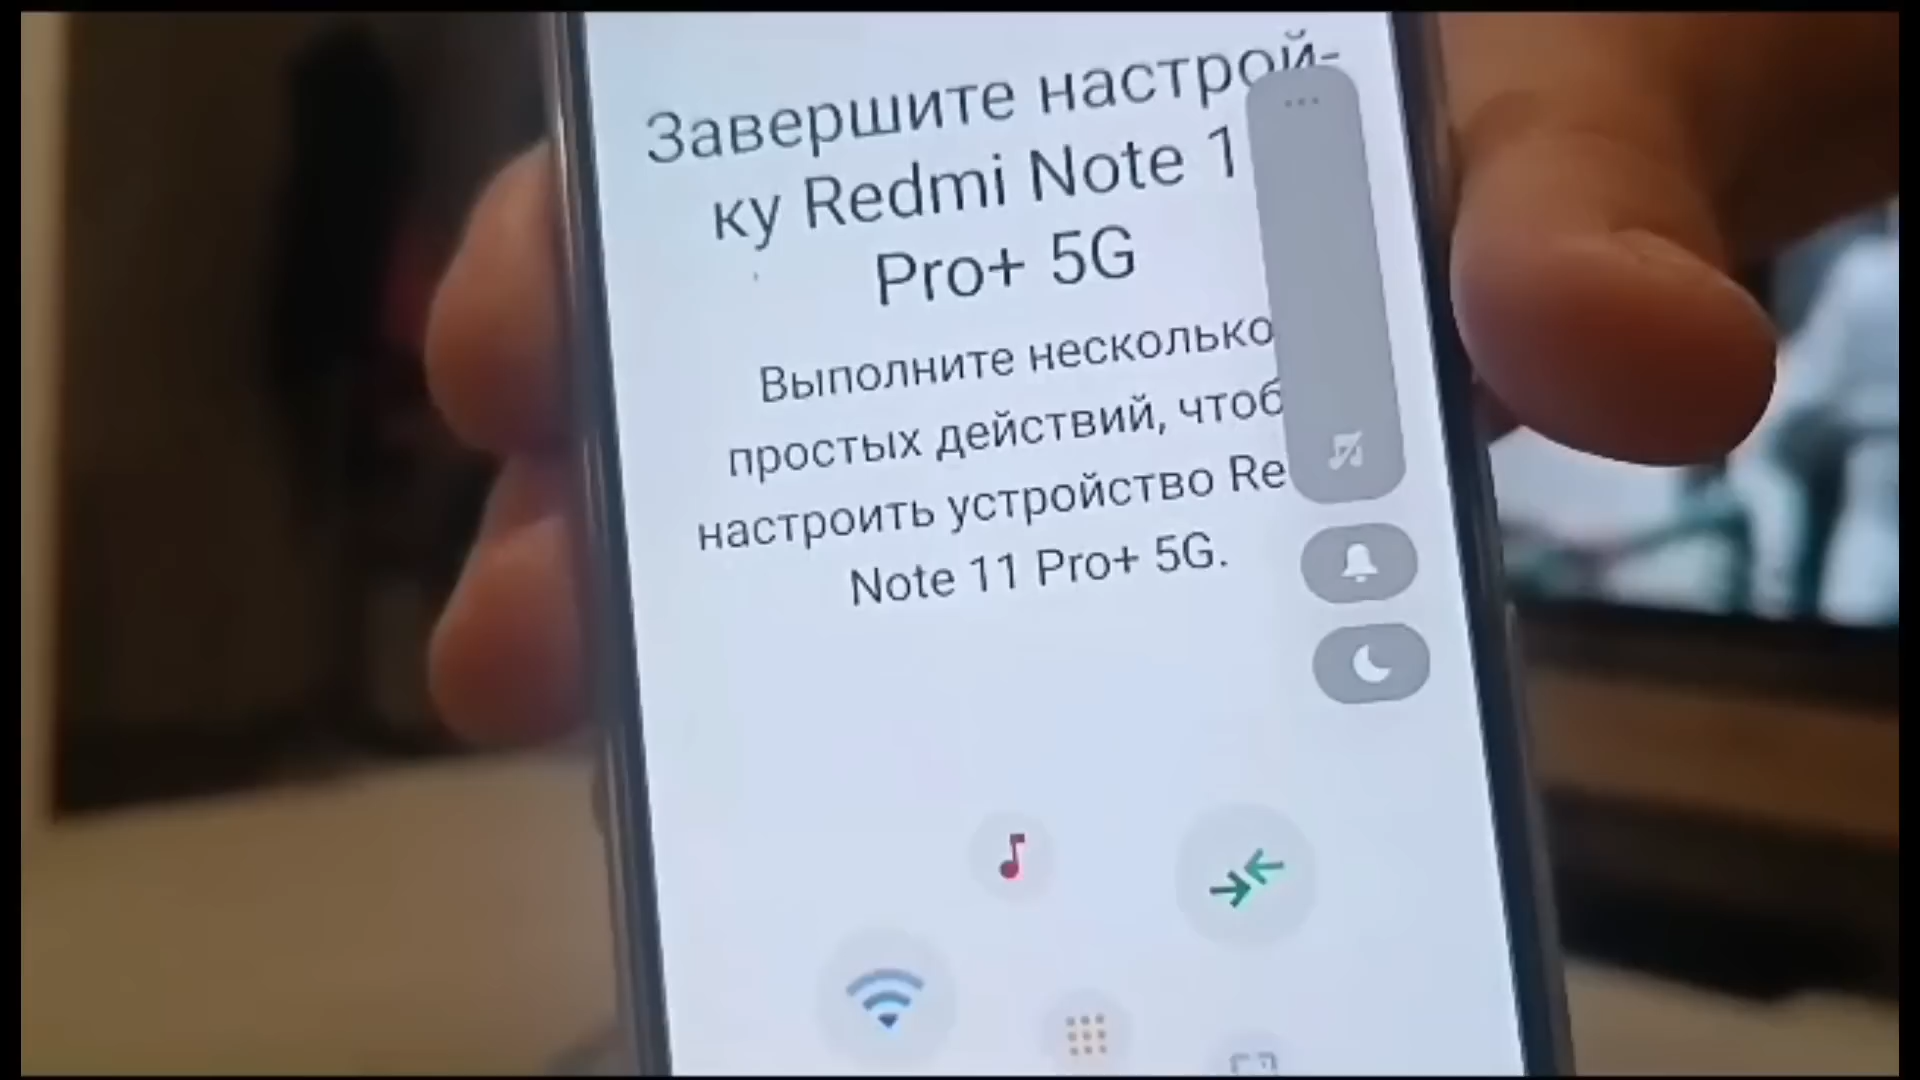 Завершите настрой-
ку Redmi Note 1
Pro+ 5G
Выполните несколько
простых действий, чтоб
настроить устройство Re
Note 11 Pro+ 5G.